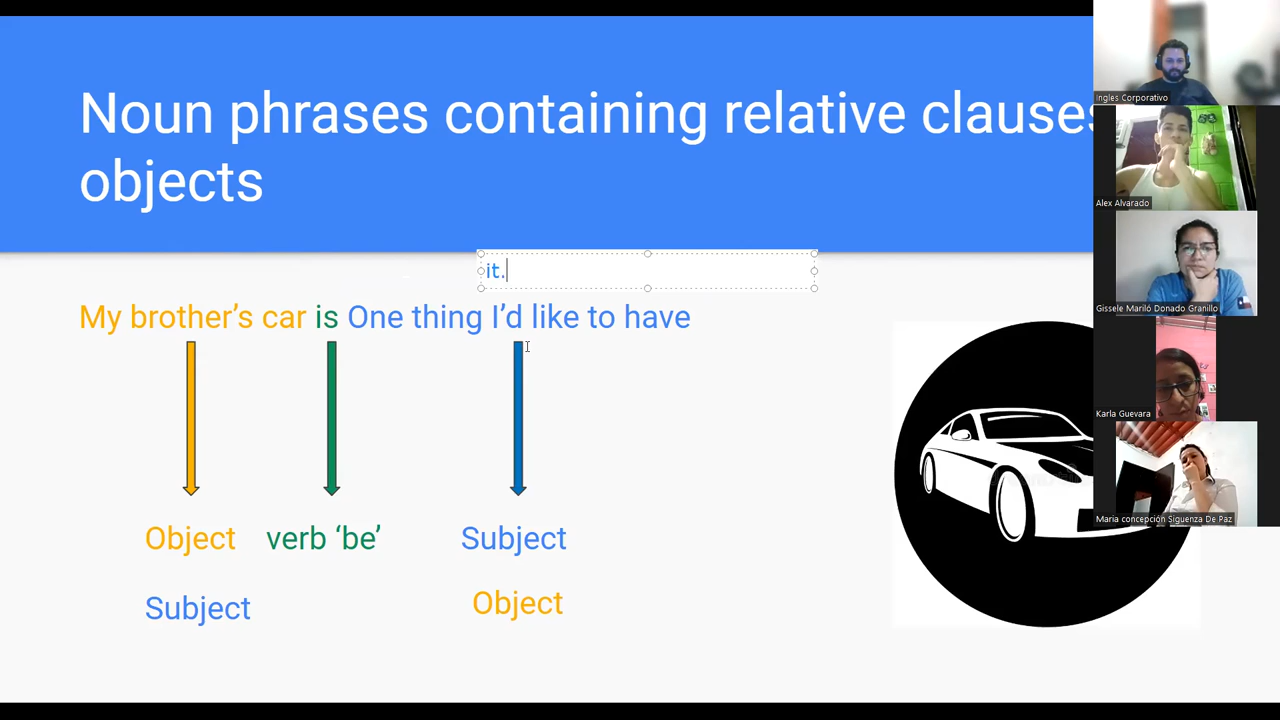 Noun phrases containing relative clauses
objects
it.
My brother's car is One thing I'd like to have
Object verb 'be' Subject
Subject Object
Ingles Corporativo
Alex Alvarado
Gissele Mariló Donado Granillo
Karla Guevara
Maria concepción Siguenza De Paz